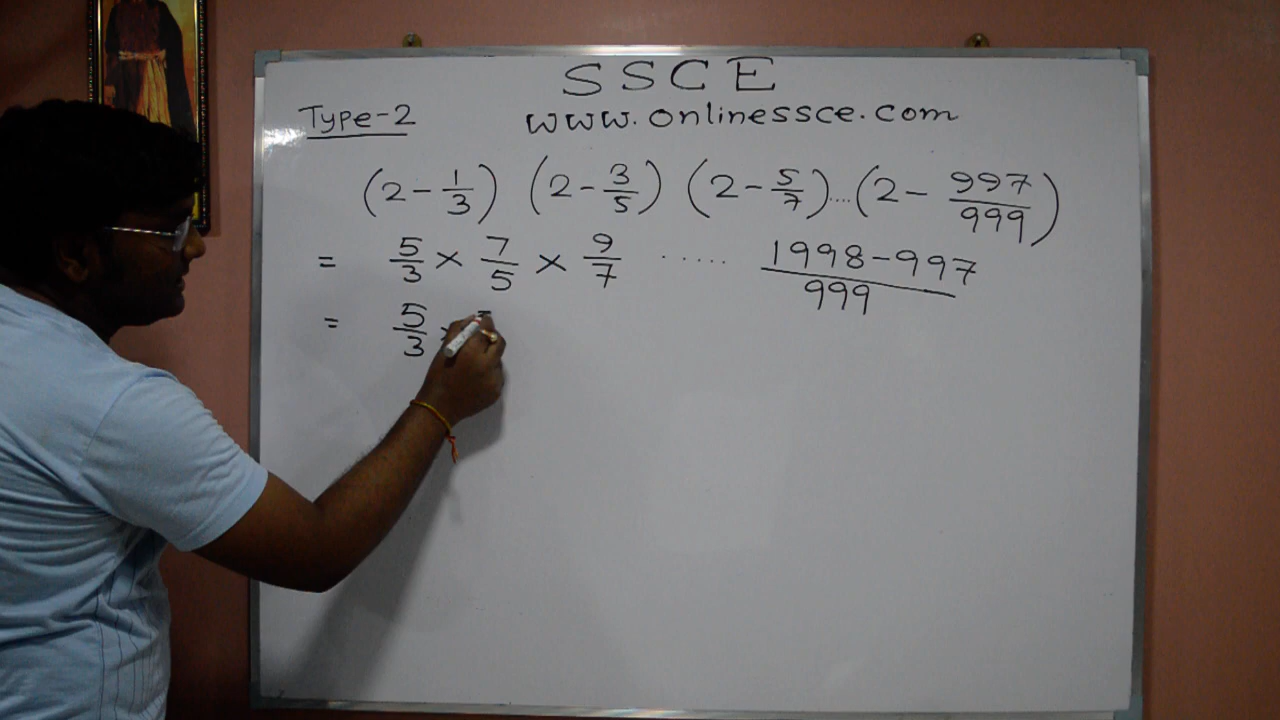 SSCE
Type-2
www.onlinessce.com
(2 - 1/3) (2 - 3/5) (2 - 5/7)....(2 - 997/999)
= 5/3 × 7/5 × 9/7 ...... 1998-997/999
= 5/3 ×